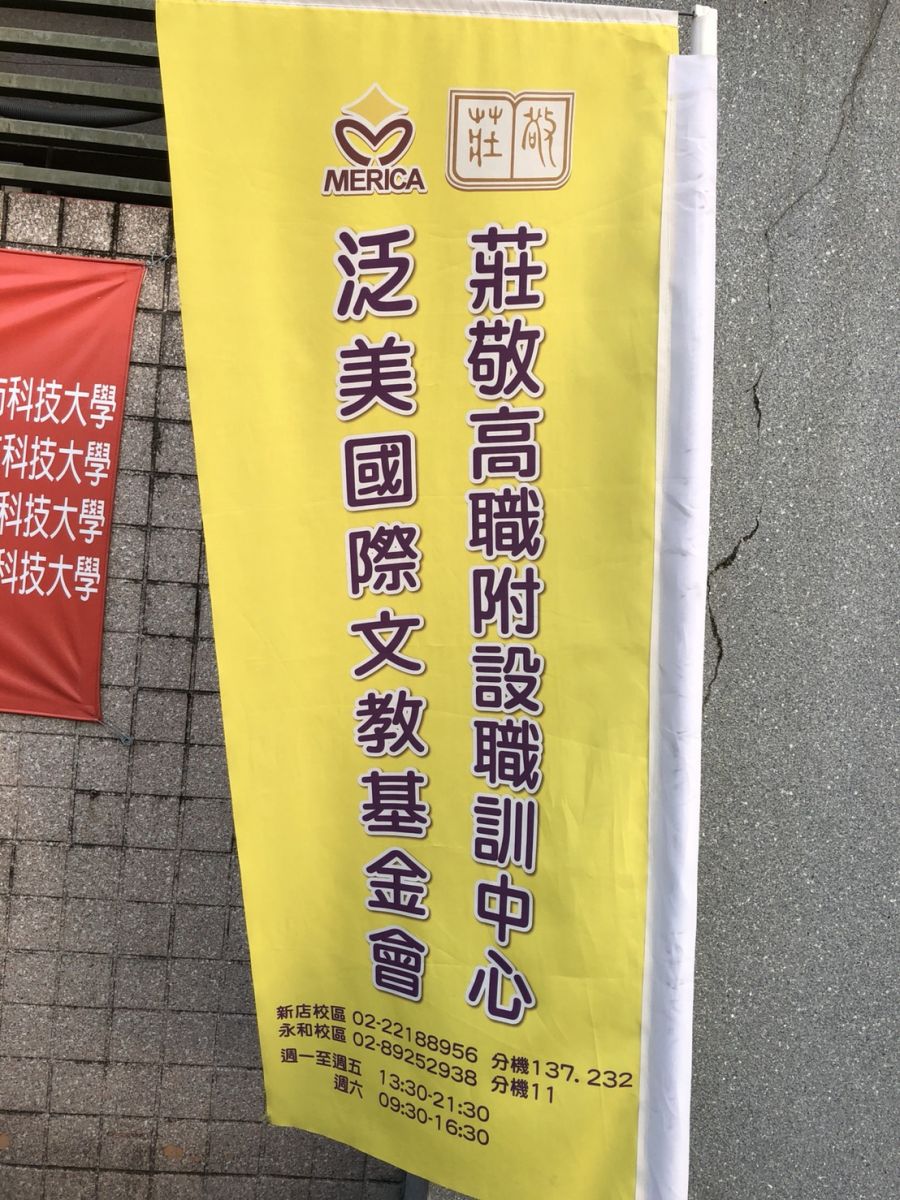 莊敬
MERICA
莊敬高職附設職訓中心
泛美國際文教基金會
新店校區 02-22188956 分機137. 232
永和校區 02-89252938 分機11
週一至週五 13:30-21:30
週六 09:30-16:30
科技大學
科技大學
科技大學
科技大學